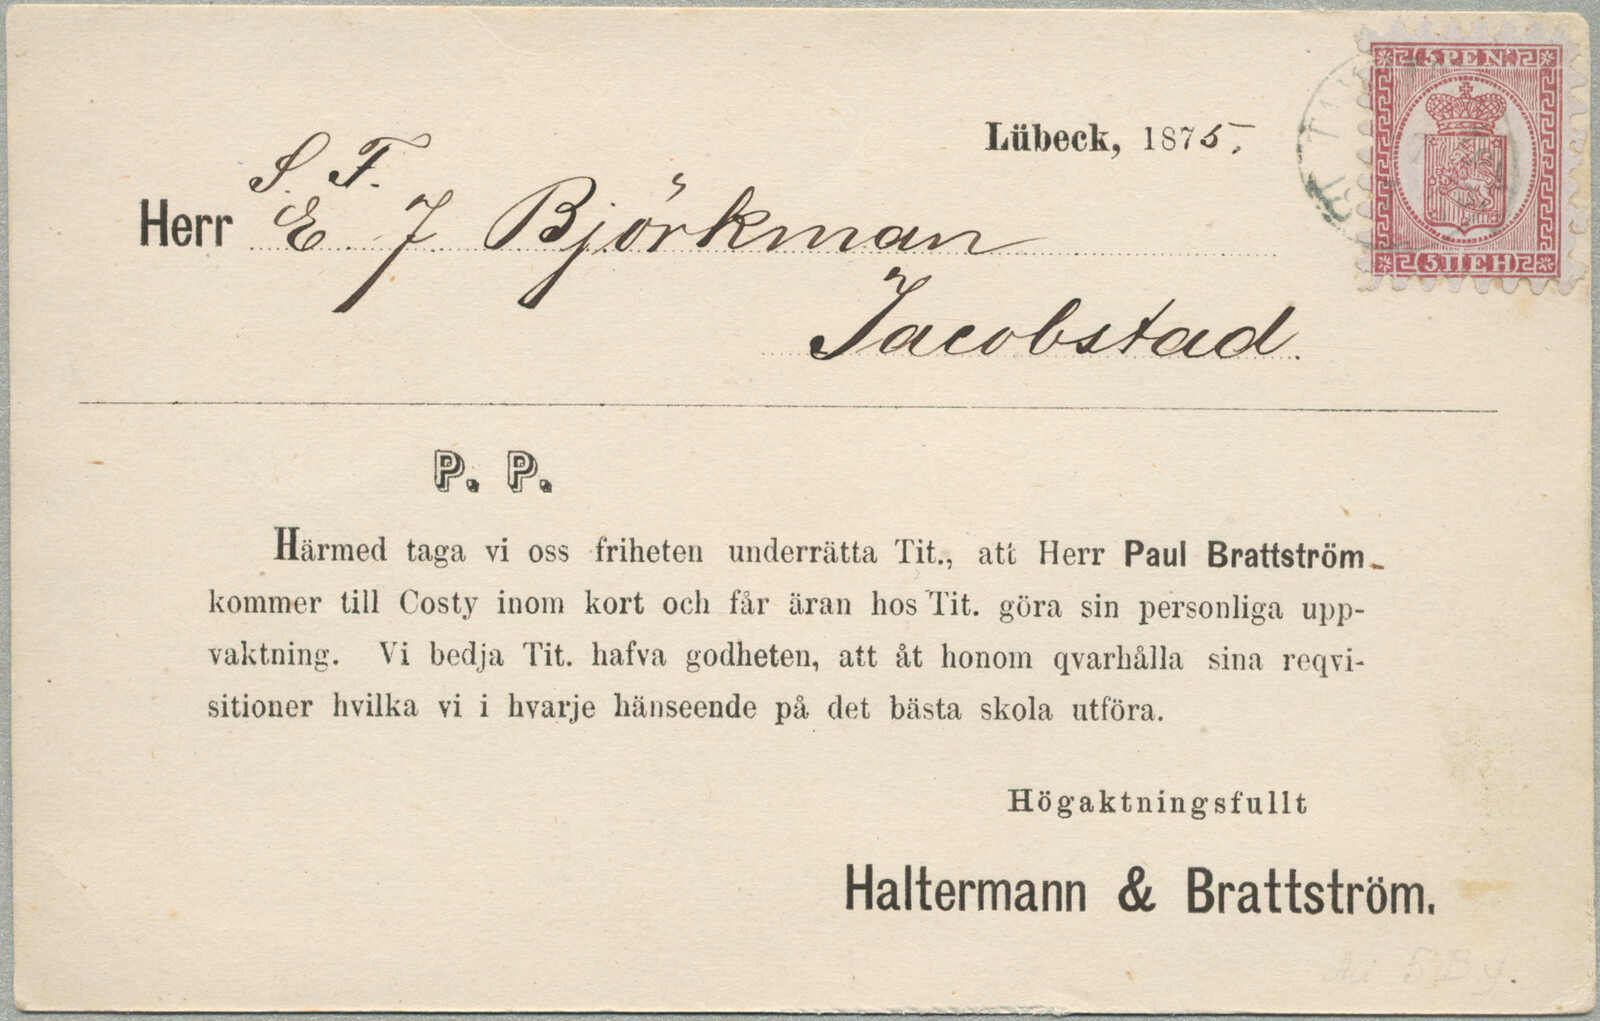 5 PEN
Lübeck, 1875.
S. F.
Herr E. J Björkman
5 ПЕН
Jacobstad.
P. P.
Härmed taga vi oss friheten underrätta Tit., att Herr Paul Brattström
kommer till Costy inom kort och får äran hos Tit. göra sin personliga upp-
vaktning. Vi bedja Tit. hafva godheten, att åt honom qvarhålla sina reqvi-
sitioner hvilka vi i hvarje hänseende på det bästa skola utföra.
Högaktningsfullt
Haltermann & Brattström.